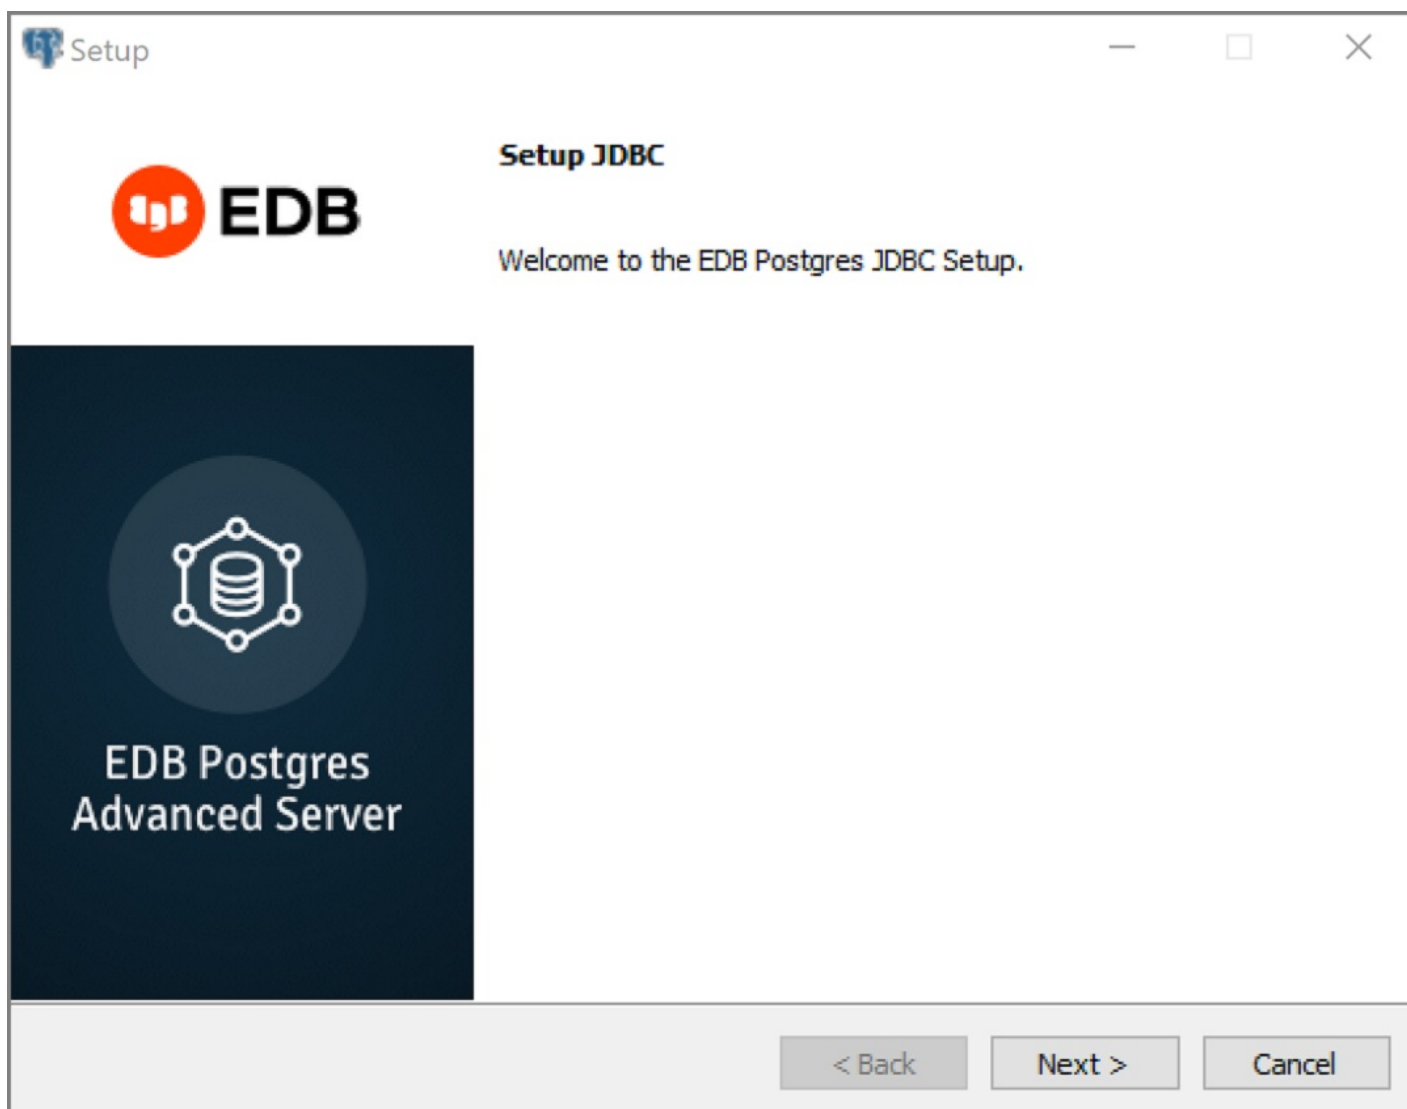 Setup
EDB
Setup JDBC
Welcome to the EDB Postgres JDBC Setup.
EDB Postgres
Advanced Server
< Back
Next >
Cancel